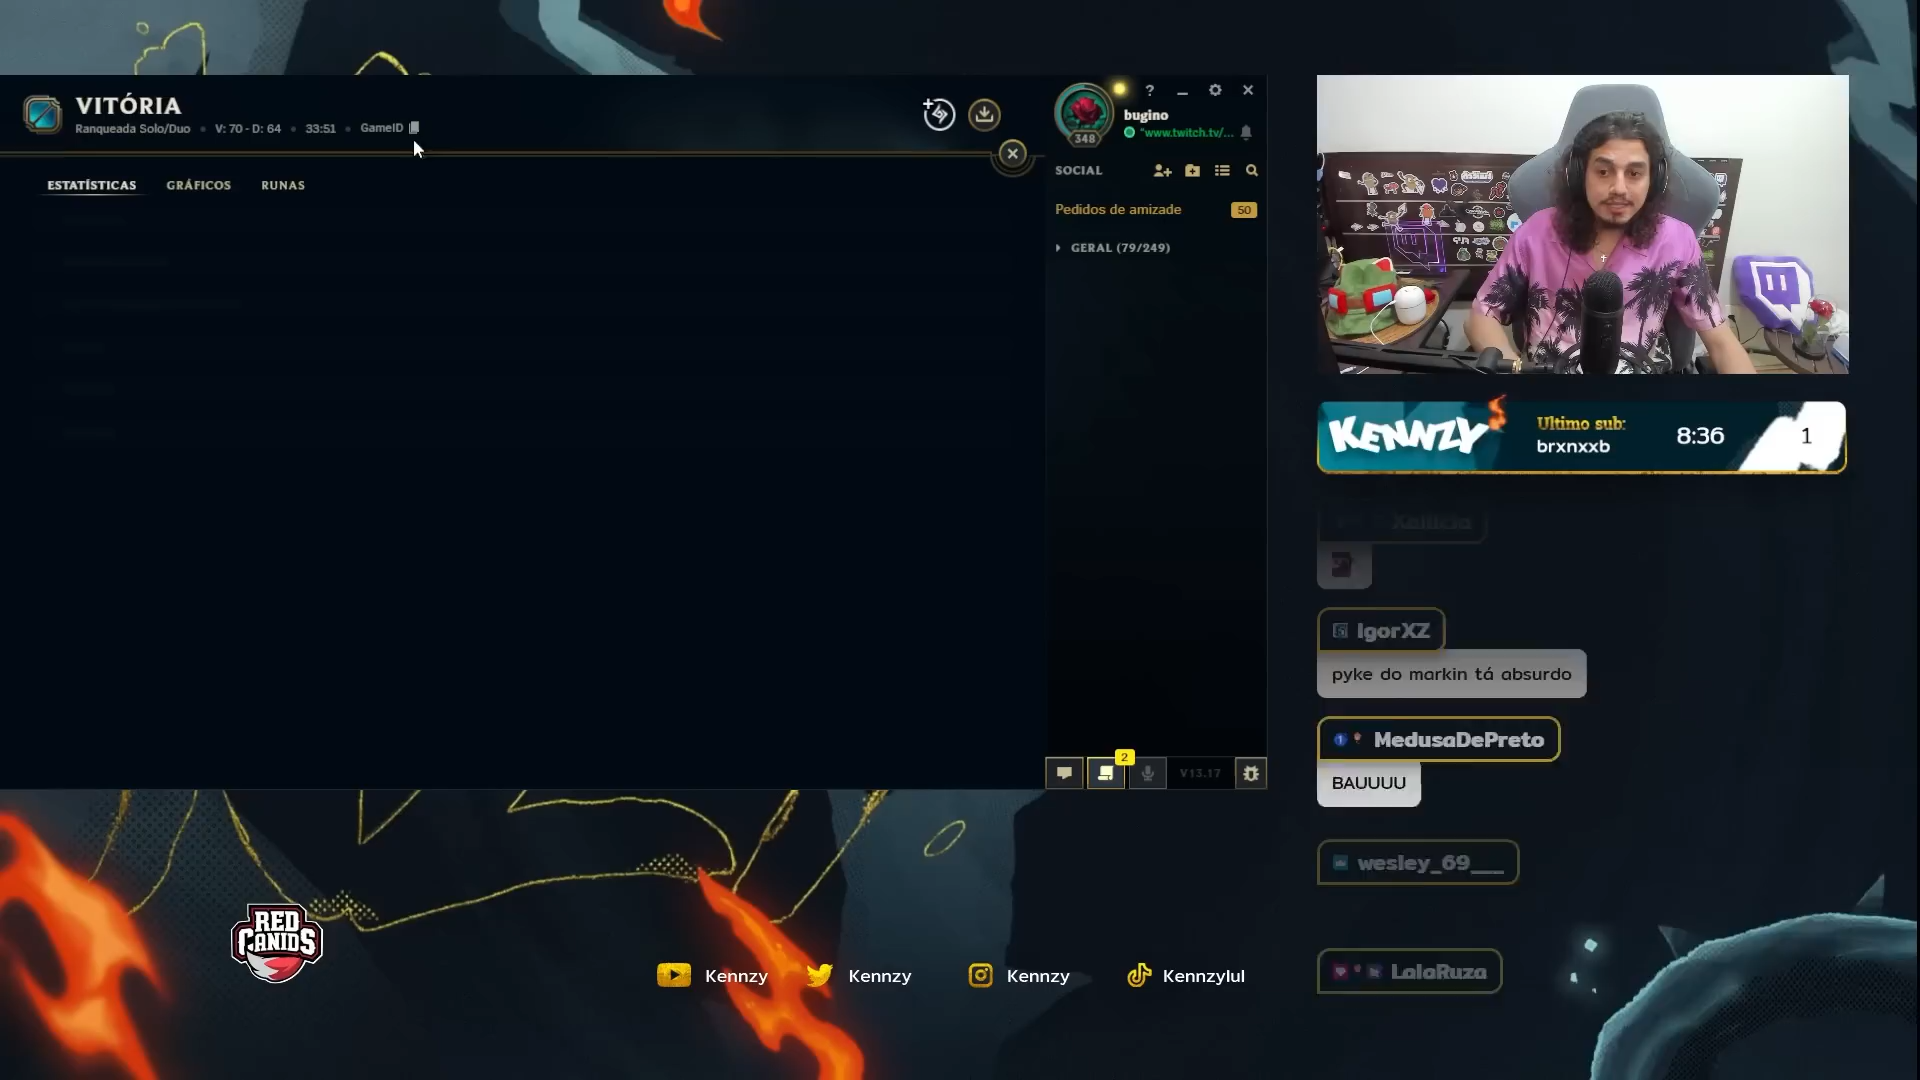 VITÓRIA
Ranqueada Solo/Duo • V: 70 - D: 64 • 33:51 • GameID
ESTATÍSTICAS GRÁFICOS RUNAS
?
348
bugino
"www.twitch.tv/...
SOCIAL
Pedidos de amizade 50
GERAL (79/249)
2
V13.17
KENNZY
Ultimo sub:
brxnxxb
8:36
1
IgorXZ
pyke do markin tá absurdo
MedusaDePreto
BAUUUU
wesley_69___
LalaRuza
RED
CANIDS
Kennzy Kennzy Kennzy Kennzylul